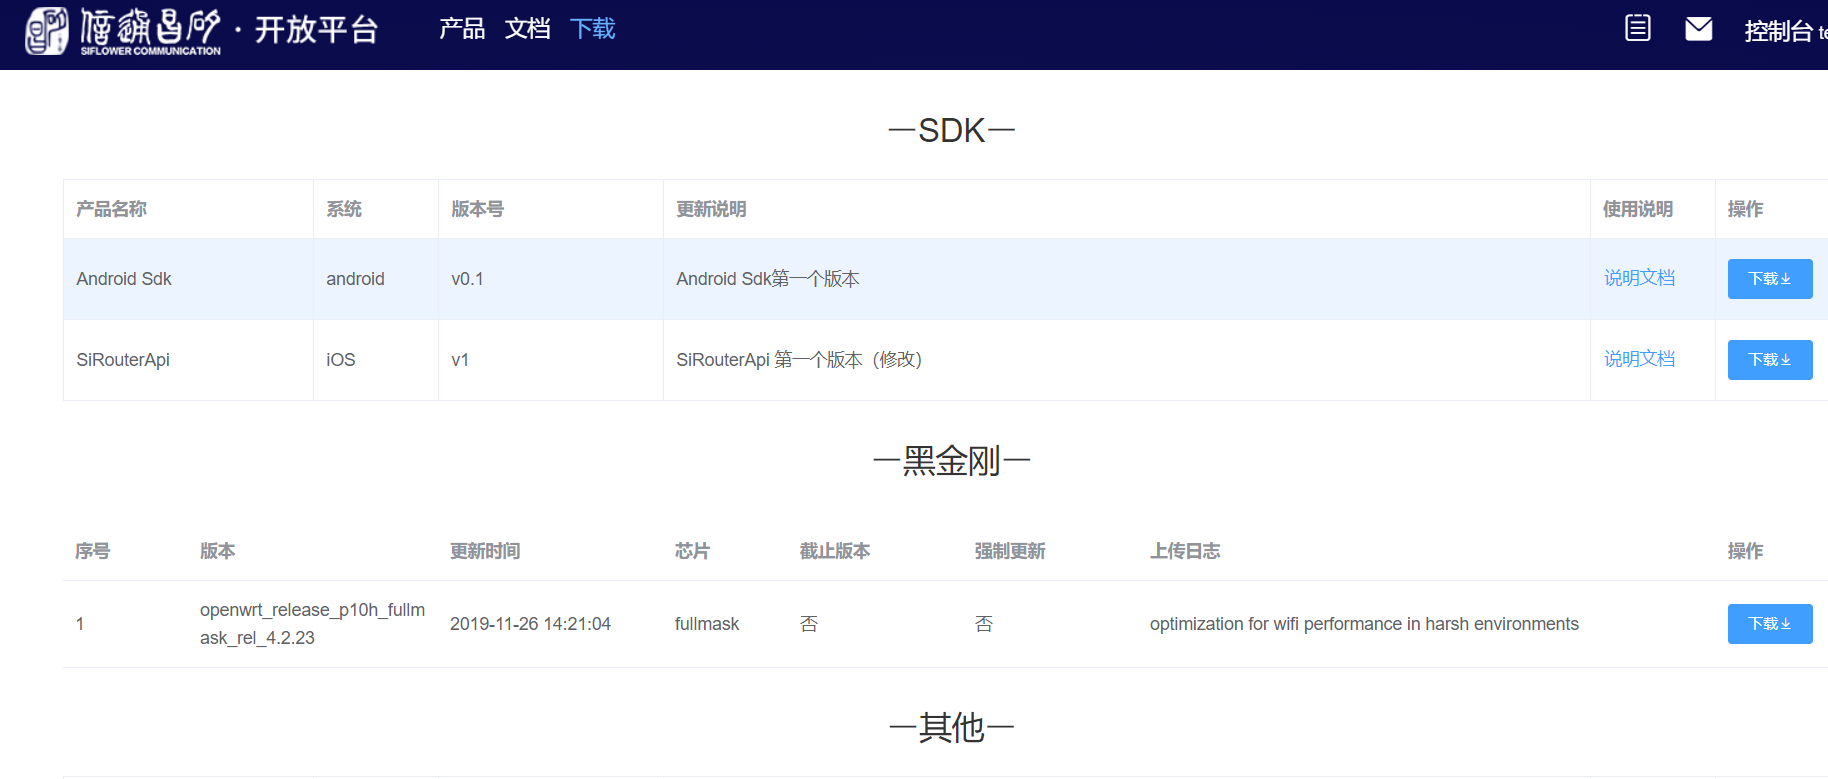 SIFLOWER COMMUNICATION
·开放平台
产品 文档 下载
控制台 te
—SDK—
产品名称 系统 版本号 更新说明 使用说明 操作
Android Sdk android v0.1 Android Sdk第一个版本 说明文档 下载
SiRouterApi iOS v1 SiRouterApi 第一个版本（修改） 说明文档 下载
—黑金刚—
序号 版本 更新时间 芯片 截止版本 强制更新 上传日志 操作
1 openwrt_release_p10h_fullm
ask_rel_4.2.23 2019-11-26 14:21:04 fullmask 否 否 optimization for wifi performance in harsh environments 下载
—其他—